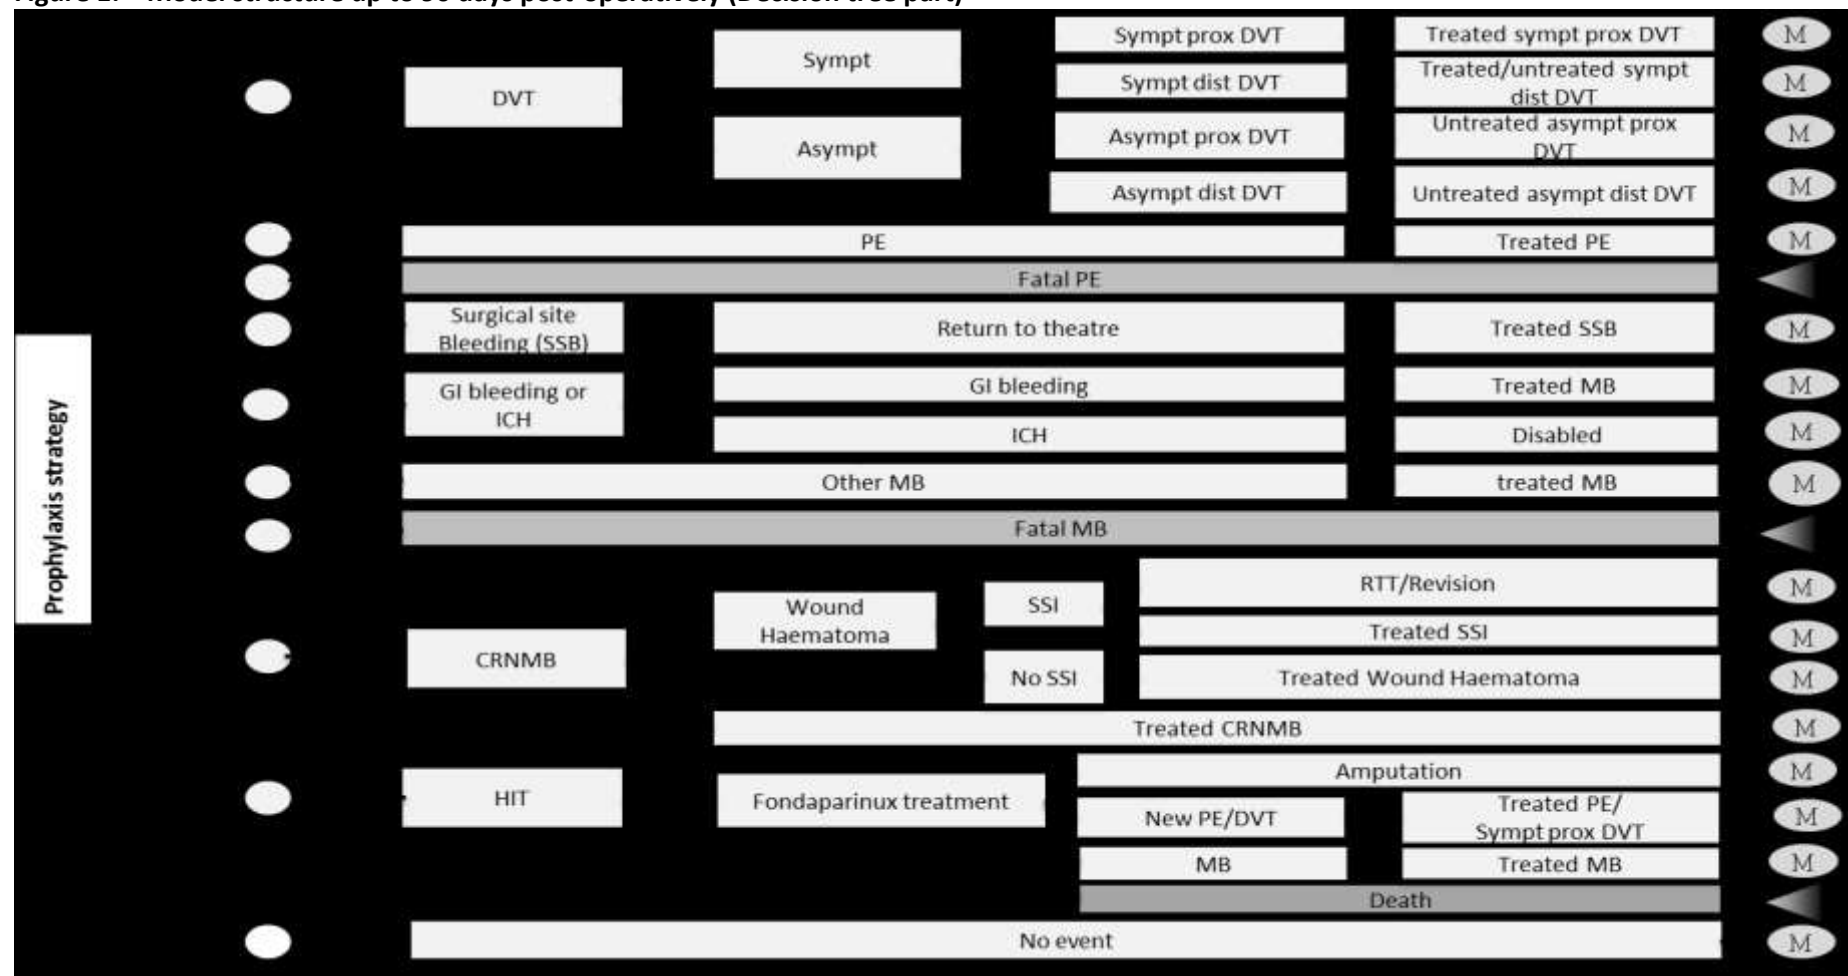 Sympt prox DVT
Treated sympt prox DVT
M
Sympt
Sympt dist DVT
Treated/untreated sympt
dist DVT
M
DVT
Asympt
Asympt prox DVT
Untreated asympt prox
DVT
M
Asympt dist DVT
Untreated asympt dist DVT
M
PE
Treated PE
M
Fatal PE
Surgical site
Bleeding (SSB)
Return to theatre
Treated SSB
M
GI bleeding or
ICH
GI bleeding
Treated MB
M
ICH
Disabled
M
Prophylaxis strategy
Other MB
treated MB
M
Fatal MB
CRNMB
Wound
Haematoma
SSI
RTT/Revision
M
Treated SSI
M
No SSI
Treated Wound Haematoma
M
Treated CRNMB
M
HIT
Fondaparinux treatment
Amputation
M
New PE/DVT
Treated PE/
Sympt prox DVT
M
MB
Treated MB
M
Death
No event
M